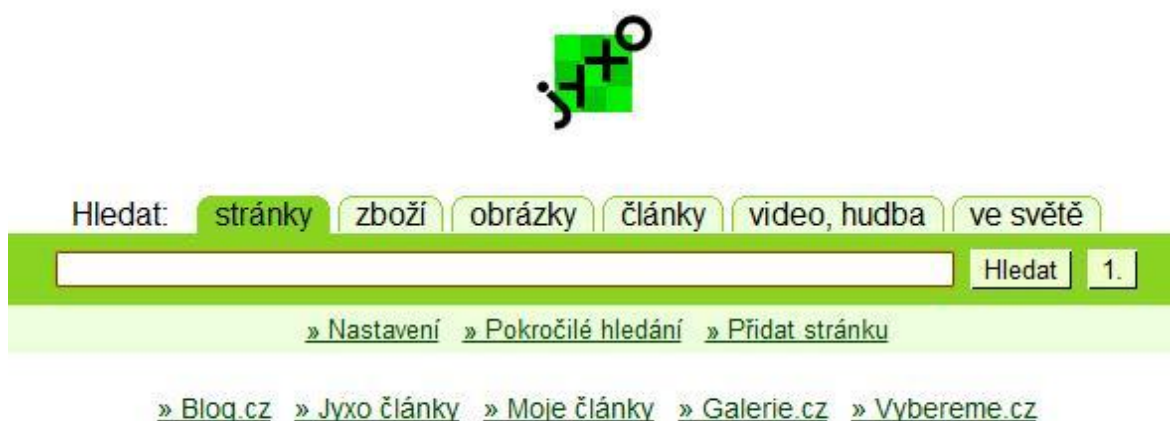 jyxo
Hledat: stránky zboží obrázky články video, hudba ve světě
Hledat 1.
» Nastavení » Pokročilé hledání » Přidat stránku
» Blog.cz » Jyxo články » Moje články » Galerie.cz » Vybereme.cz